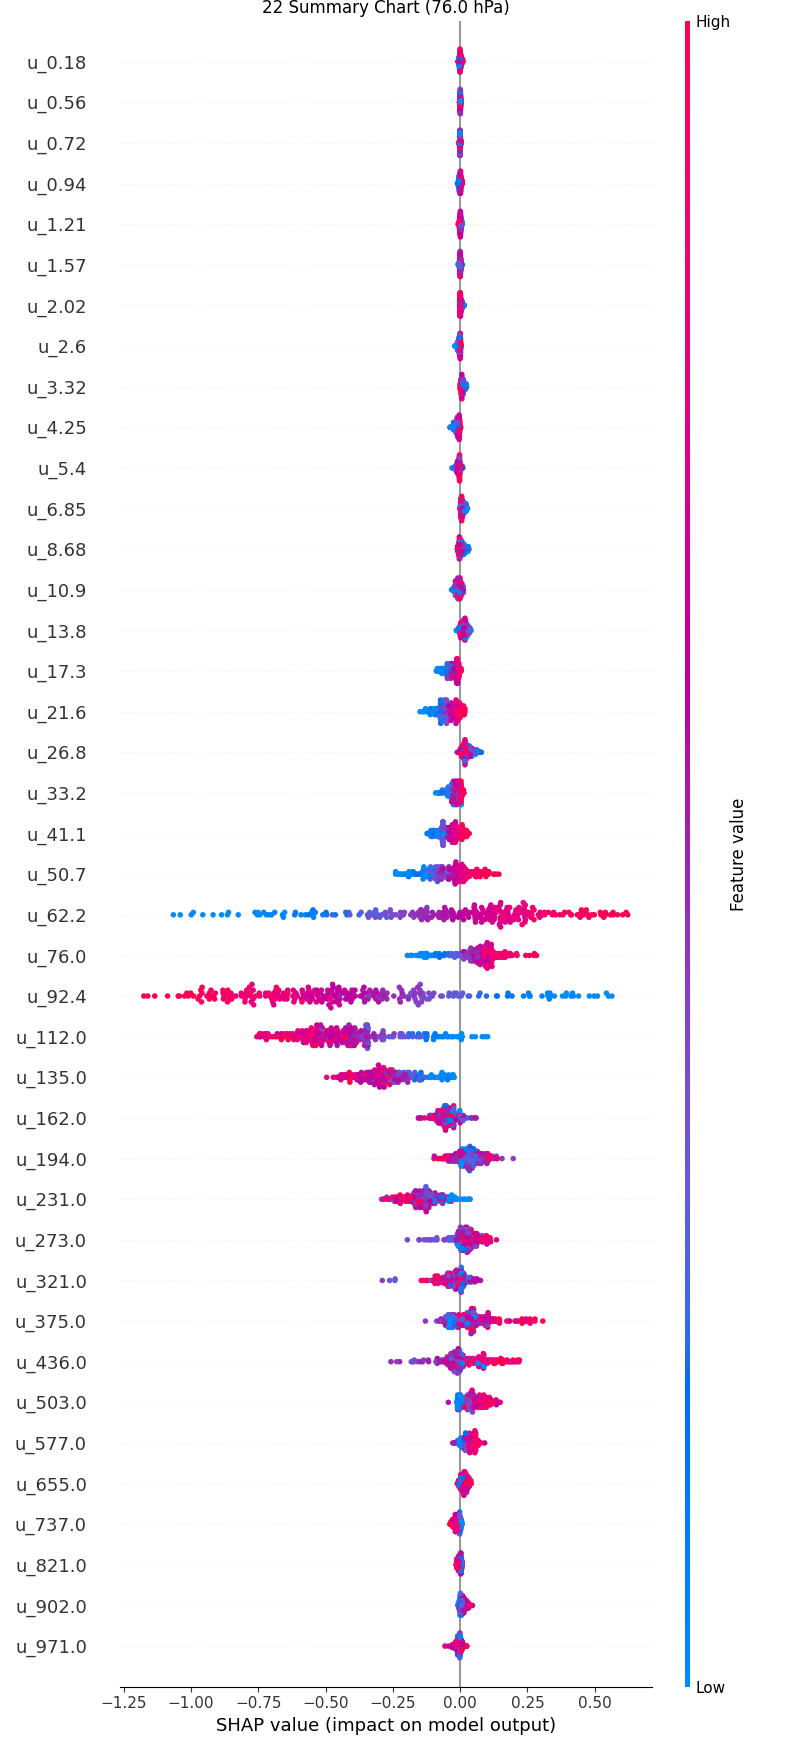 22 Summary Chart (76.0 hPa)
High
u_0.18
u_0.56
u_0.72
u_0.94
u_1.21
u_1.57
u_2.02
u_2.6
u_3.32
u_4.25
u_5.4
u_6.85
u_8.68
u_10.9
u_13.8
u_17.3
u_21.6
u_26.8
u_33.2
u_41.1
u_50.7
u_62.2
u_76.0
u_92.4
u_112.0
u_135.0
u_162.0
u_194.0
u_231.0
u_273.0
u_321.0
u_375.0
u_436.0
u_503.0
u_577.0
u_655.0
u_737.0
u_821.0
u_902.0
u_971.0
Feature value
Low
−1.25 −1.00 −0.75 −0.50 −0.25 0.00 0.25 0.50
SHAP value (impact on model output)